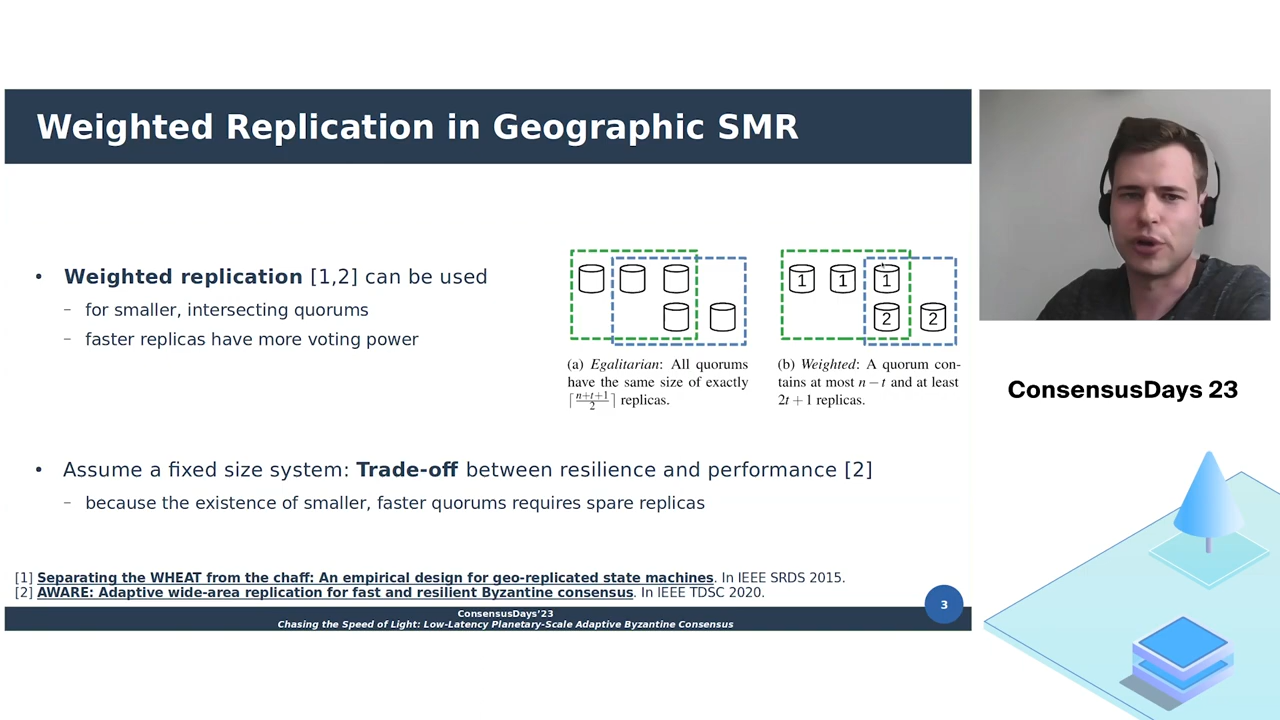 Weighted Replication in Geographic SMR
• Weighted replication [1,2] can be used
– for smaller, intersecting quorums
– faster replicas have more voting power
1 1 1
2 2
(a) Egalitarian: All quorums
have the same size of exactly
⌈(n+t+1)/2⌉ replicas.
(b) Weighted: A quorum con-
tains at most n − t and at least
2t + 1 replicas.
• Assume a fixed size system: Trade-off between resilience and performance [2]
– because the existence of smaller, faster quorums requires spare replicas
[1] Separating the WHEAT from the chaff: An empirical design for geo-replicated state machines. In IEEE SRDS 2015.
[2] AWARE: Adaptive wide-area replication for fast and resilient Byzantine consensus. In IEEE TDSC 2020.
3
ConsensusDays'23
Chasing the Speed of Light: Low-Latency Planetary-Scale Adaptive Byzantine Consensus
ConsensusDays 23